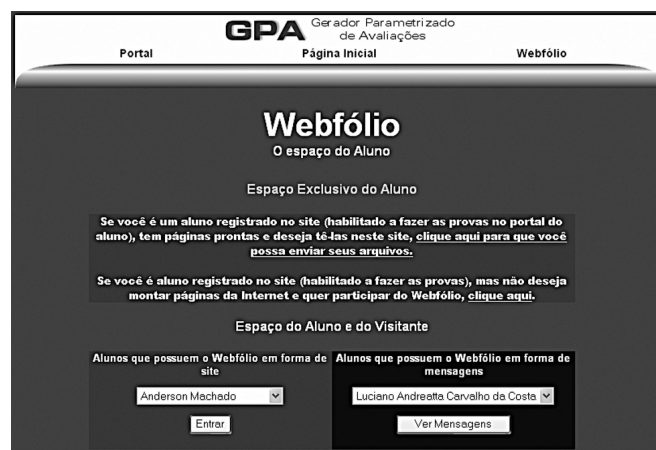 GPA Gerador Parametrizado
de Avaliações
Portal Página Inicial Webfólio
Webfólio
O espaço do Aluno
Espaço Exclusivo do Aluno
Se você é um aluno registrado no site (habilitado a fazer as provas no portal do
aluno), tem páginas prontas e deseja tê-las neste site, clique aqui para que você
possa enviar seus arquivos.
Se você é aluno registrado no site (habilitado a fazer as provas), mas não deseja
montar páginas da Internet e quer participar do Webfólio, clique aqui.
Espaço do Aluno e do Visitante
Alunos que possuem o Webfólio em forma de
site
Anderson Machado
Entrar
Alunos que possuem o Webfólio em forma de
mensagens
Luciano Andreatta Carvalho da Costa
Ver Mensagens